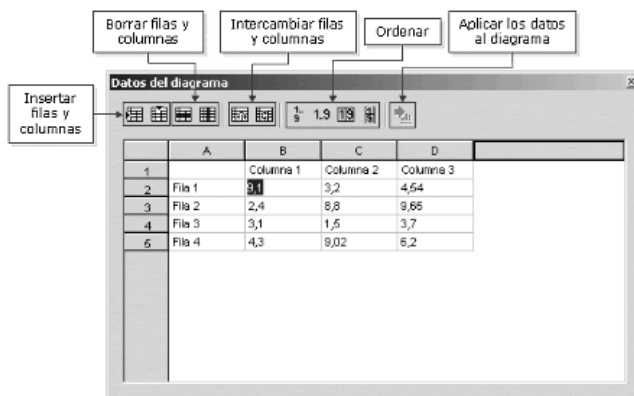 Borrar filas y
columnas
Intercambiar filas
y columnas
Ordenar
Aplicar los datos
al diagrama
Insertar
filas y
columnas
Datos del diagrama
A B C D
1 Columna 1 Columna 2 Columna 3
2 Fila 1 9,1 3,2 4,54
3 Fila 2 2,4 8,8 9,65
4 Fila 3 3,1 1,5 3,7
5 Fila 4 4,3 9,02 6,2